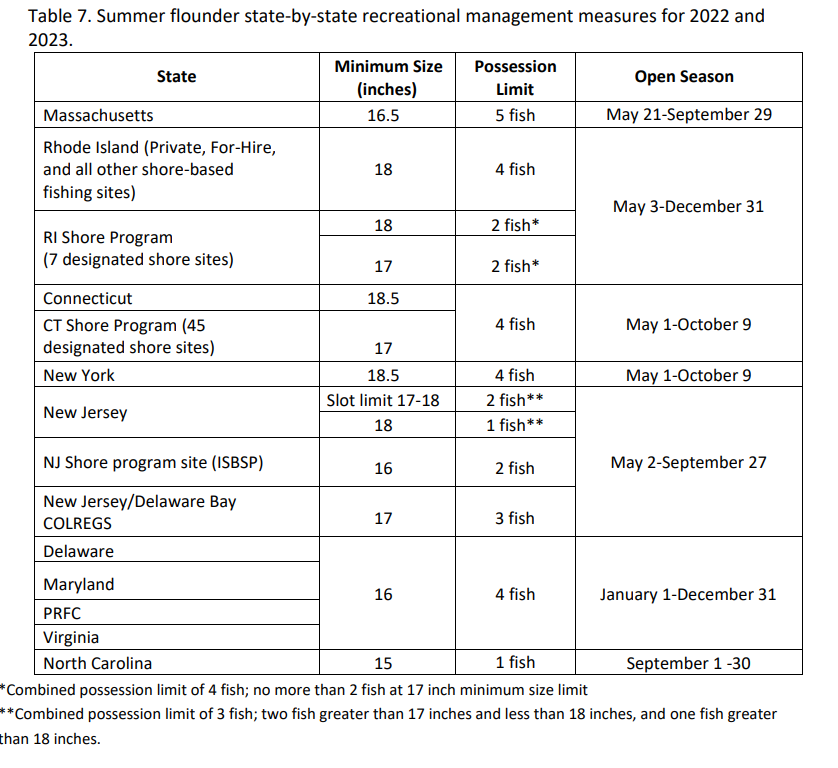 Table 7. Summer flounder state-by-state recreational management measures for 2022 and
2023.
State
Minimum Size
(inches)
Possession
Limit
Open Season
Massachusetts
16.5
5 fish
May 21-September 29
Rhode Island (Private, For-Hire,
and all other shore-based
fishing sites)
18
4 fish
May 3-December 31
RI Shore Program
(7 designated shore sites)
18
2 fish*
17
2 fish*
Connecticut
18.5
4 fish
May 1-October 9
CT Shore Program (45
designated shore sites)
17
New York
18.5
4 fish
May 1-October 9
New Jersey
Slot limit 17-18
2 fish**
18
1 fish**
May 2-September 27
NJ Shore program site (ISBSP)
16
2 fish
New Jersey/Delaware Bay
COLREGS
17
3 fish
Delaware
Maryland
PRFC
Virginia
16
4 fish
January 1-December 31
North Carolina
15
1 fish
September 1 -30
*Combined possession limit of 4 fish; no more than 2 fish at 17 inch minimum size limit
**Combined possession limit of 3 fish; two fish greater than 17 inches and less than 18 inches, and one fish greater
than 18 inches.